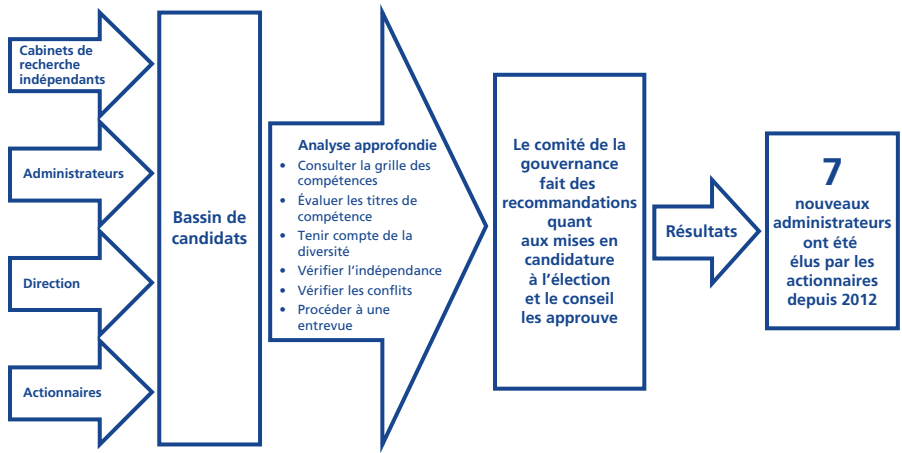 Cabinets de
recherche
indépendants
Administrateurs
Direction
Actionnaires
Bassin de
candidats
Analyse approfondie
• Consulter la grille des
compétences
• Évaluer les titres de
compétence
• Tenir compte de la
diversité
• Vérifier l'indépendance
• Vérifier les conflits
• Procéder à une
entrevue
Le comité de la
gouvernance
fait des
recommandations
quant
aux mises en
candidature
à l'élection
et le conseil
les approuve
Résultats
7
nouveaux
administrateurs
ont été
élus par les
actionnaires
depuis 2012